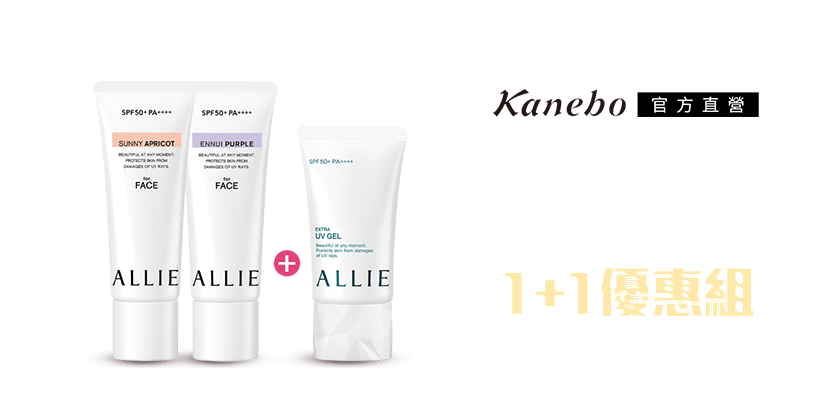 Kanebo 官方直營
1+1優惠組
SPF50+ PA++++
SUNNY APRICOT
BEAUTIFUL AT ANY MOMENT.
PROTECTS SKIN FROM
DAMAGES OF UV RAYS.
for
FACE
ALLIE
SPF50+ PA++++
ENNUI PURPLE
BEAUTIFUL AT ANY MOMENT.
PROTECTS SKIN FROM
DAMAGES OF UV RAYS.
for
FACE
ALLIE
+
SPF50+ PA++++
EXTRA
UV GEL
Beautiful at any moment.
Protects skin from damages
of UV rays.
ALLIE